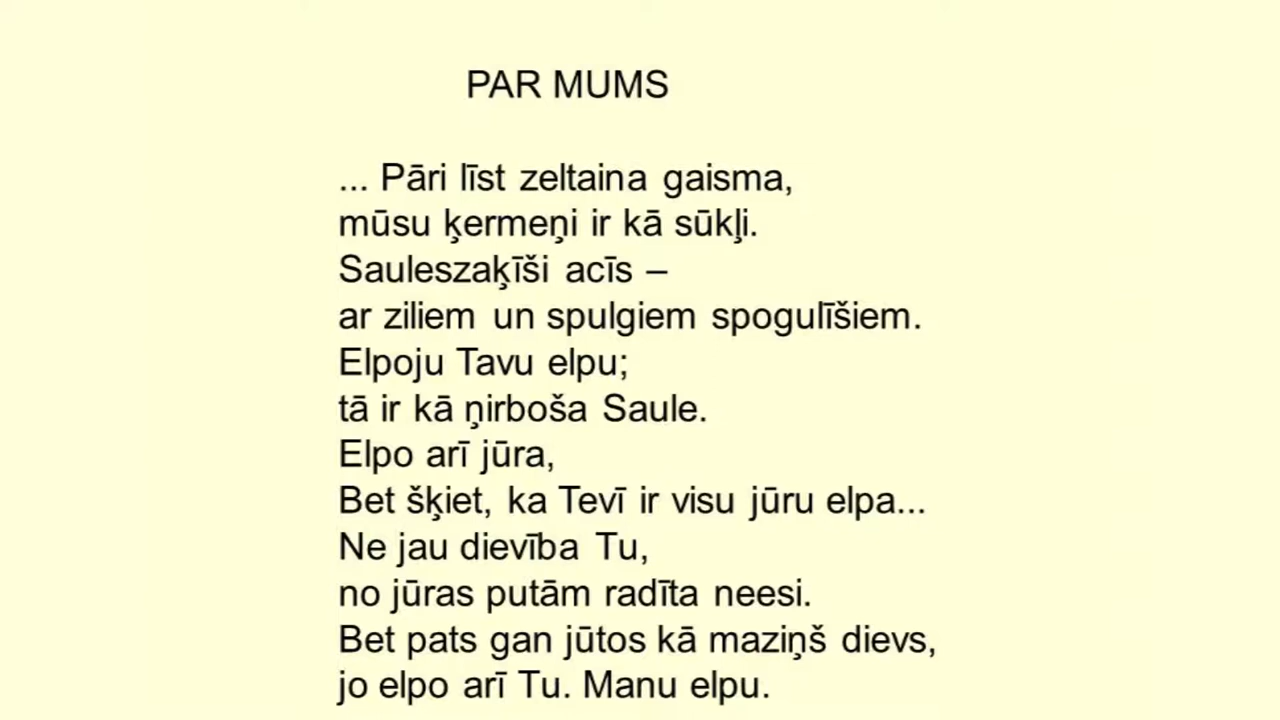 PAR MUMS
... Pāri līst zeltaina gaisma,
mūsu ķermeņi ir kā sūkļi.
Sauleszaķīši acīs –
ar ziliem un spulgiem spogulīšiem.
Elpoju Tavu elpu;
tā ir kā ņirboša Saule.
Elpo arī jūra,
Bet šķiet, ka Tevī ir visu jūru elpa...
Ne jau dievība Tu,
no jūras putām radīta neesi.
Bet pats gan jūtos kā maziņš dievs,
jo elpo arī Tu. Manu elpu.